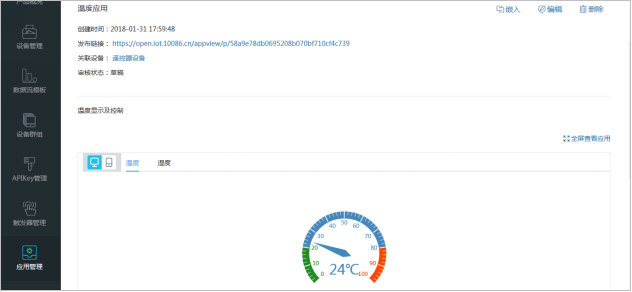 温度应用
嵌入 编辑 删除
创建时间：2018-01-31 17:59:48
发布链接： https://open.iot.10086.cn/appview/p/58a9e78db0695208b070bf710cf4c739
关联设备： 遥控器设备
审核状态：草稿
温度显示及控制
全屏查看应用
温度 湿度
0
10
20
30
40
50
60
70
80
90
100
24℃
设备管理
数据流模板
设备群组
APIKey管理
触发器管理
应用管理